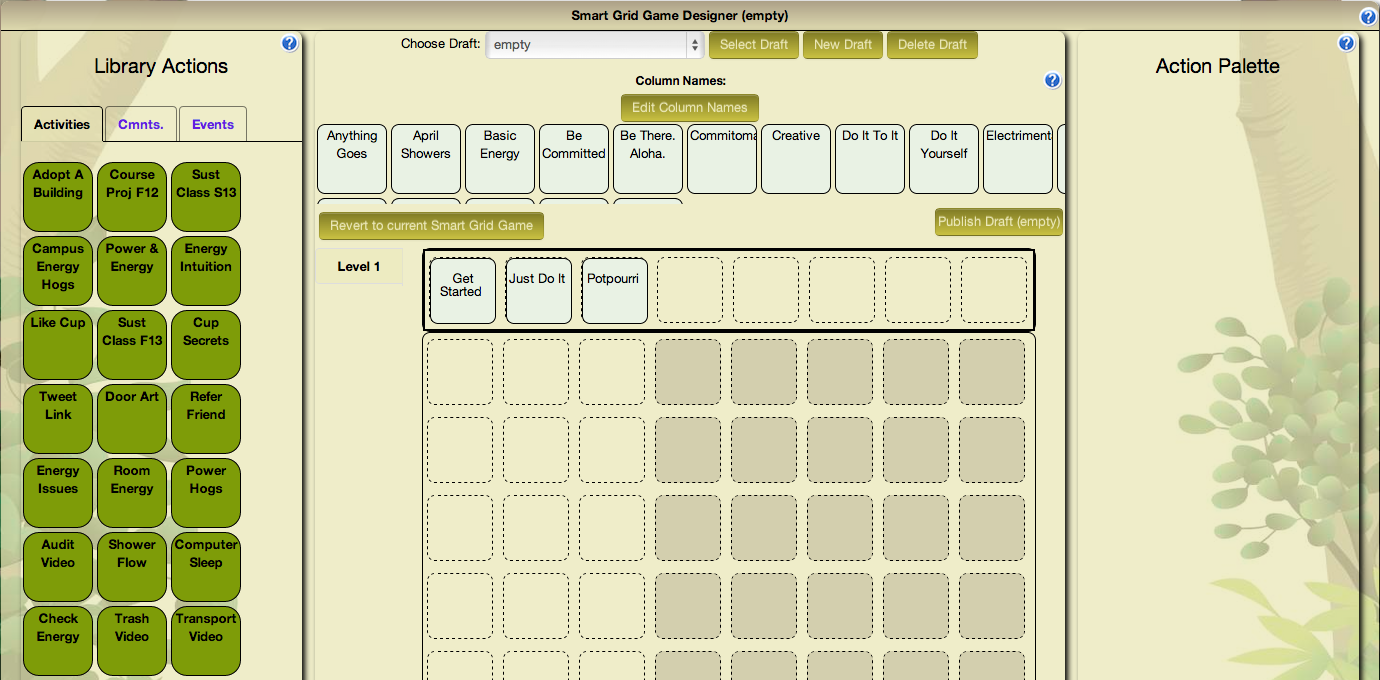 Smart Grid Game Designer (empty)
?
?
Library Actions
Activities
Cmnts.
Events
Adopt A
Building
Course
Proj F12
Sust
Class S13
Campus
Energy
Hogs
Power &
Energy
Energy
Intuition
Like Cup
Sust
Class F13
Cup
Secrets
Tweet
Link
Door Art
Refer
Friend
Energy
Issues
Room
Energy
Power
Hogs
Audit
Video
Shower
Flow
Computer
Sleep
Check
Energy
Trash
Video
Transport
Video
Choose Draft:
empty
Select Draft
New Draft
Delete Draft
Column Names:
?
Edit Column Names
Anything
Goes
April
Showers
Basic
Energy
Be
Committed
Be There.
Aloha.
Commitoma
Creative
Do It To It
Do It
Yourself
Electriment
Revert to current Smart Grid Game
Publish Draft (empty)
Level 1
Get
Started
Just Do It
Potpourri
?
Action Palette